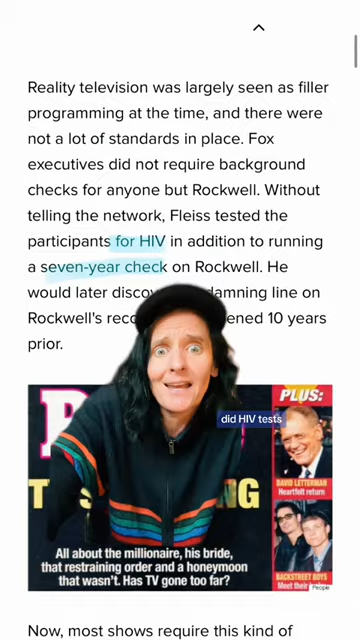 Reality television was largely seen as filler
programming at the time, and there were
not a lot of standards in place. Fox
executives did not require background
checks for anyone but Rockwell. Without
telling the network, Fleiss tested the
participants for HIV in addition to running
a seven-year check on Rockwell. He
would later damning line on
Rockwell's 10 years
prior.
did HIV tests
PLUS:
DAVID LETTERMAN
Heartfelt return
All about the millionaire, his bride,
that restraining order and a honeymoon
that wasn't. Has TV gone too far?
BACKSTREET BOYS
Meet their
People
Now, most shows require this kind of